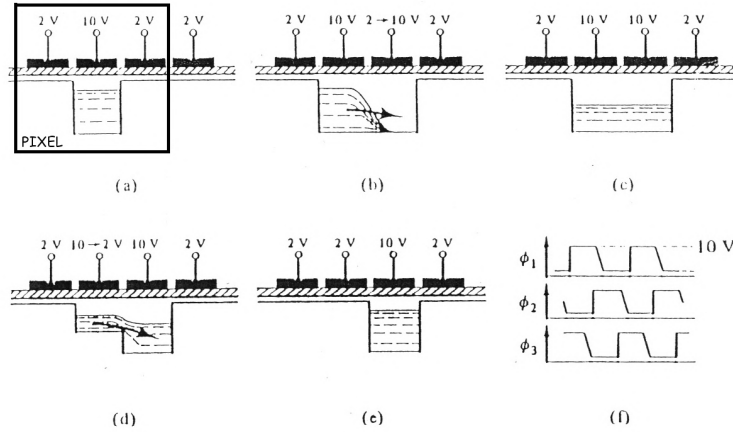 2 V 10 V 2 V 2 V
PIXEL
(a)
2 V 10 V 2 → 10 V 2 V
(b)
2 V 10 V 10 V 2 V
(c)
2 V 10 → 2 V 10 V 2 V
(d)
2 V 2 V 10 V 2 V
(e)
ϕ1 10 V
ϕ2
ϕ3
(f)